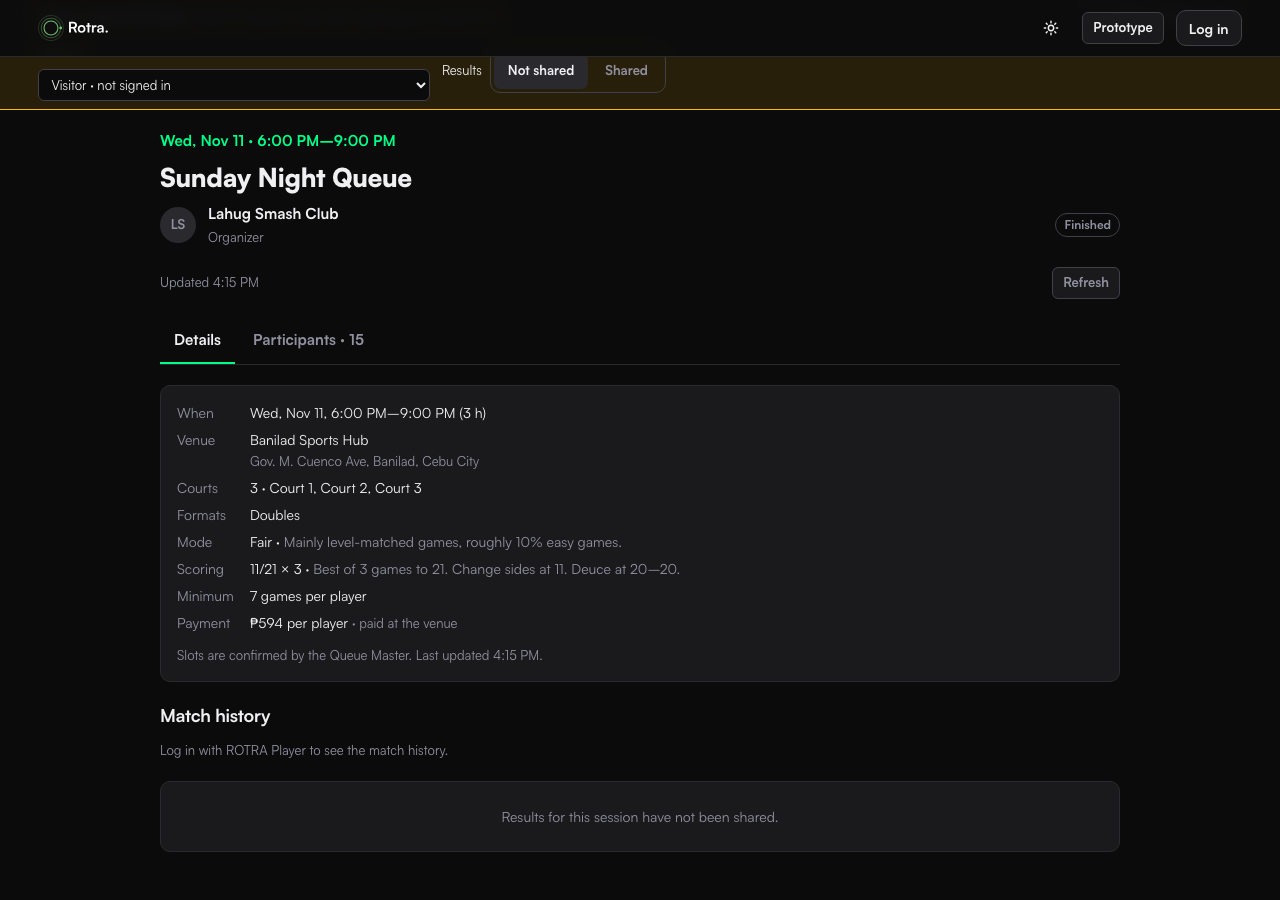 Rotra.
Prototype
Log in
Visitor · not signed in
Results
Not shared
Shared
Wed, Nov 11 · 6:00 PM—9:00 PM
Sunday Night Queue
LS
Lahug Smash Club
Organizer
Finished
Updated 4:15 PM
Refresh
Details
Participants · 15
When Wed, Nov 11, 6:00 PM—9:00 PM (3 h)
Venue Banilad Sports Hub
Gov. M. Cuenco Ave, Banilad, Cebu City
Courts 3 · Court 1, Court 2, Court 3
Formats Doubles
Mode Fair · Mainly level-matched games, roughly 10% easy games.
Scoring 11/21 × 3 · Best of 3 games to 21. Change sides at 11. Deuce at 20—20.
Minimum 7 games per player
Payment ₱594 per player · paid at the venue
Slots are confirmed by the Queue Master. Last updated 4:15 PM.
Match history
Log in with ROTRA Player to see the match history.
Results for this session have not been shared.